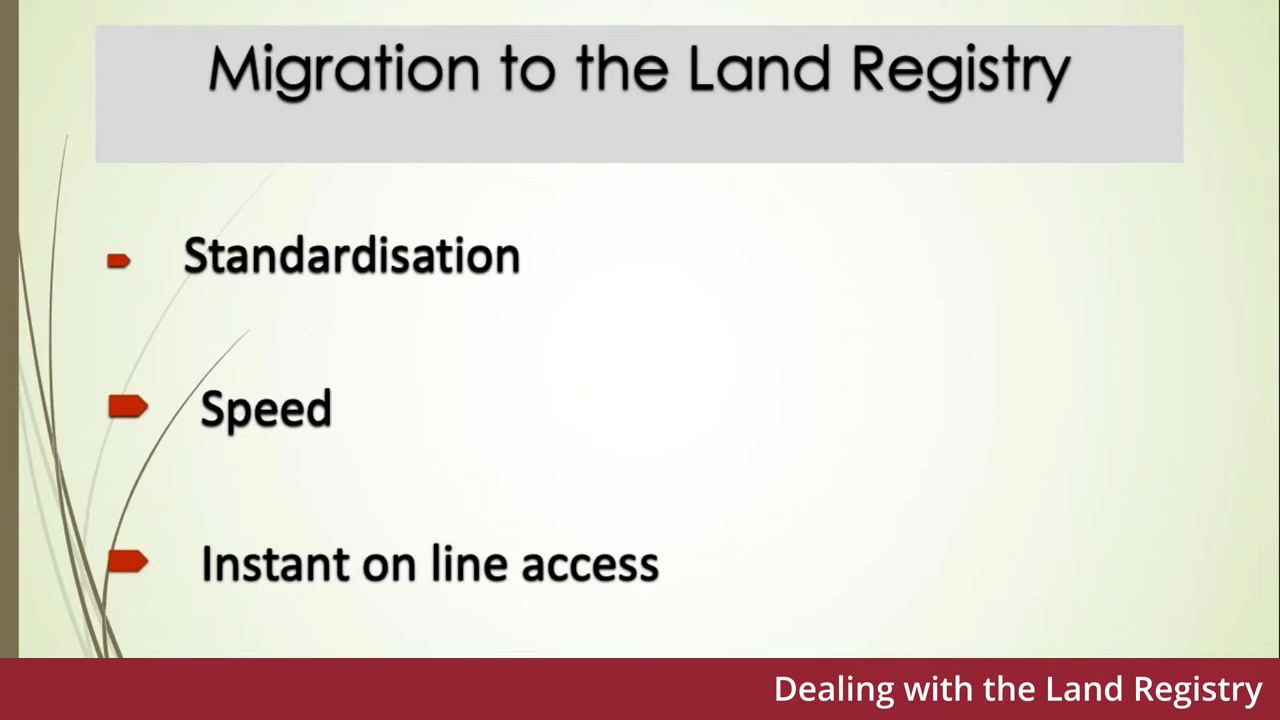 Migration to the Land Registry
Standardisation
Speed
Instant on line access
Dealing with the Land Registry